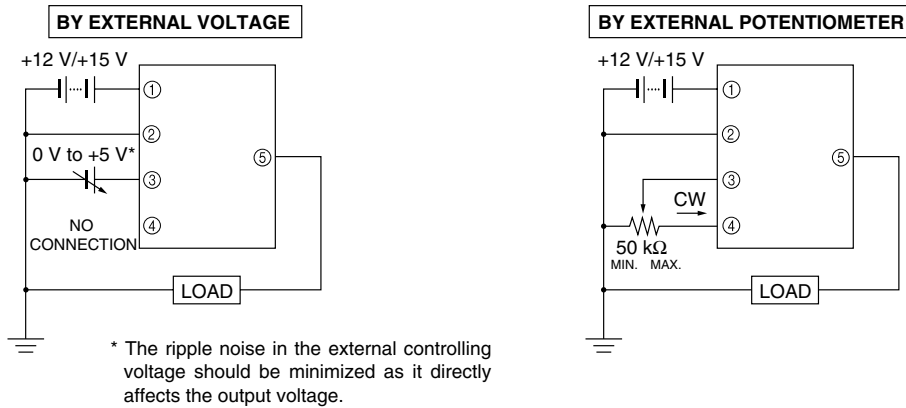 BY EXTERNAL VOLTAGE
+12 V/+15 V
①
②
0 V to +5 V*
③
⑤
④
NO
CONNECTION
LOAD
* The ripple noise in the external controlling
voltage should be minimized as it directly
affects the output voltage.
BY EXTERNAL POTENTIOMETER
+12 V/+15 V
①
②
⑤
③
CW
④
50 kΩ
MIN. MAX.
LOAD